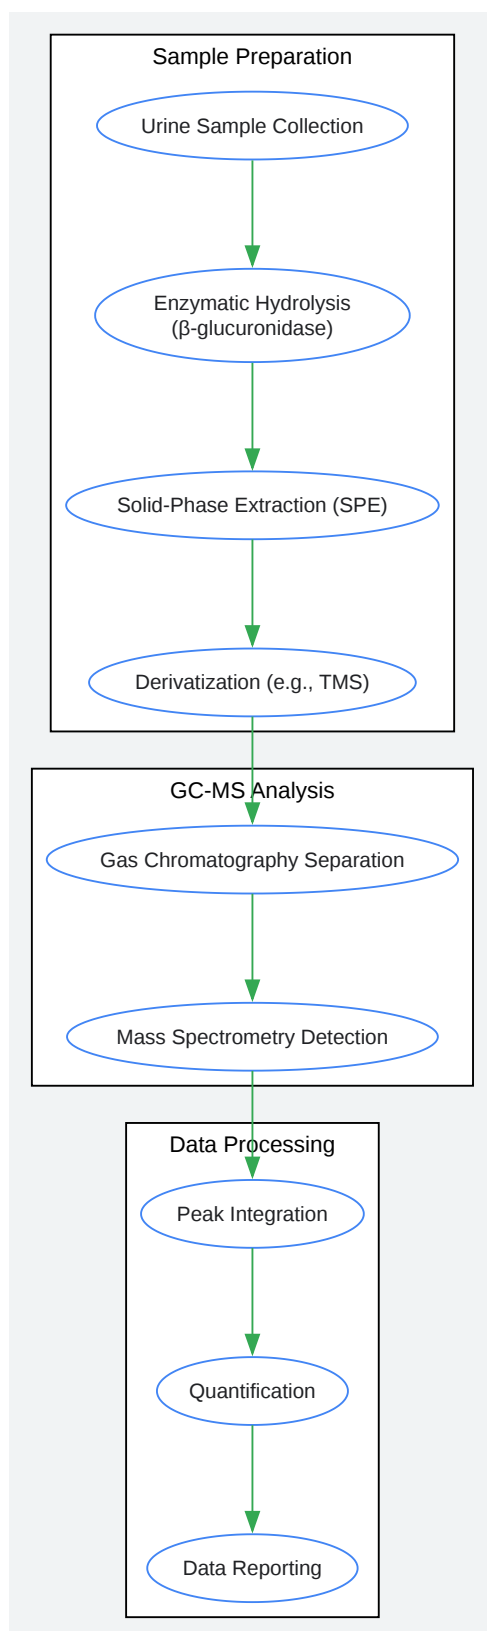 Sample Preparation
Urine Sample Collection
Enzymatic Hydrolysis
(β-glucuronidase)
Solid-Phase Extraction (SPE)
Derivatization (e.g., TMS)
GC-MS Analysis
Gas Chromatography Separation
Mass Spectrometry Detection
Data Processing
Peak Integration
Quantification
Data Reporting